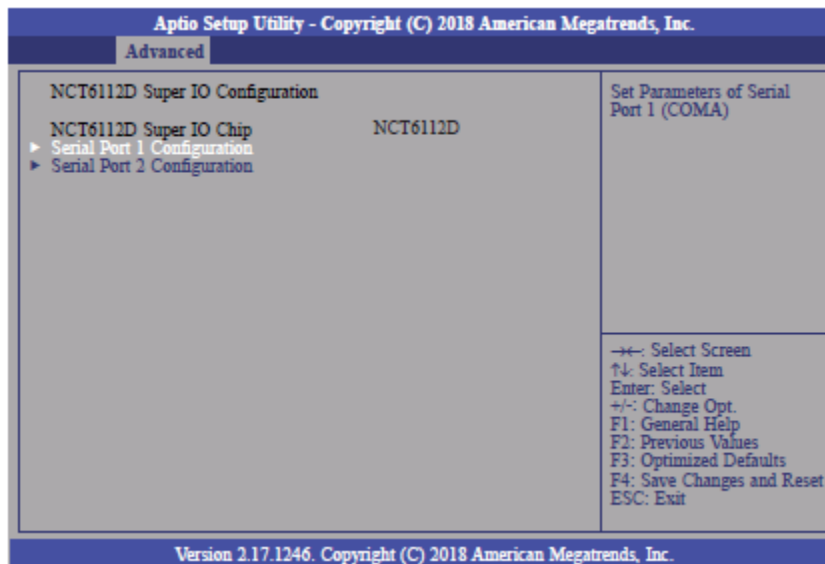 Aptio Setup Utility - Copyright (C) 2018 American Megatrends, Inc.
Advanced
NCT6112D Super IO Configuration
NCT6112D Super IO Chip NCT6112D
► Serial Port 1 Configuration
► Serial Port 2 Configuration
Set Parameters of Serial
Port 1 (COMA)
→←: Select Screen
↑↓: Select Item
Enter: Select
+/-: Change Opt.
F1: General Help
F2: Previous Values
F3: Optimized Defaults
F4: Save Changes and Reset
ESC: Exit
Version 2.17.1246. Copyright (C) 2018 American Megatrends, Inc.